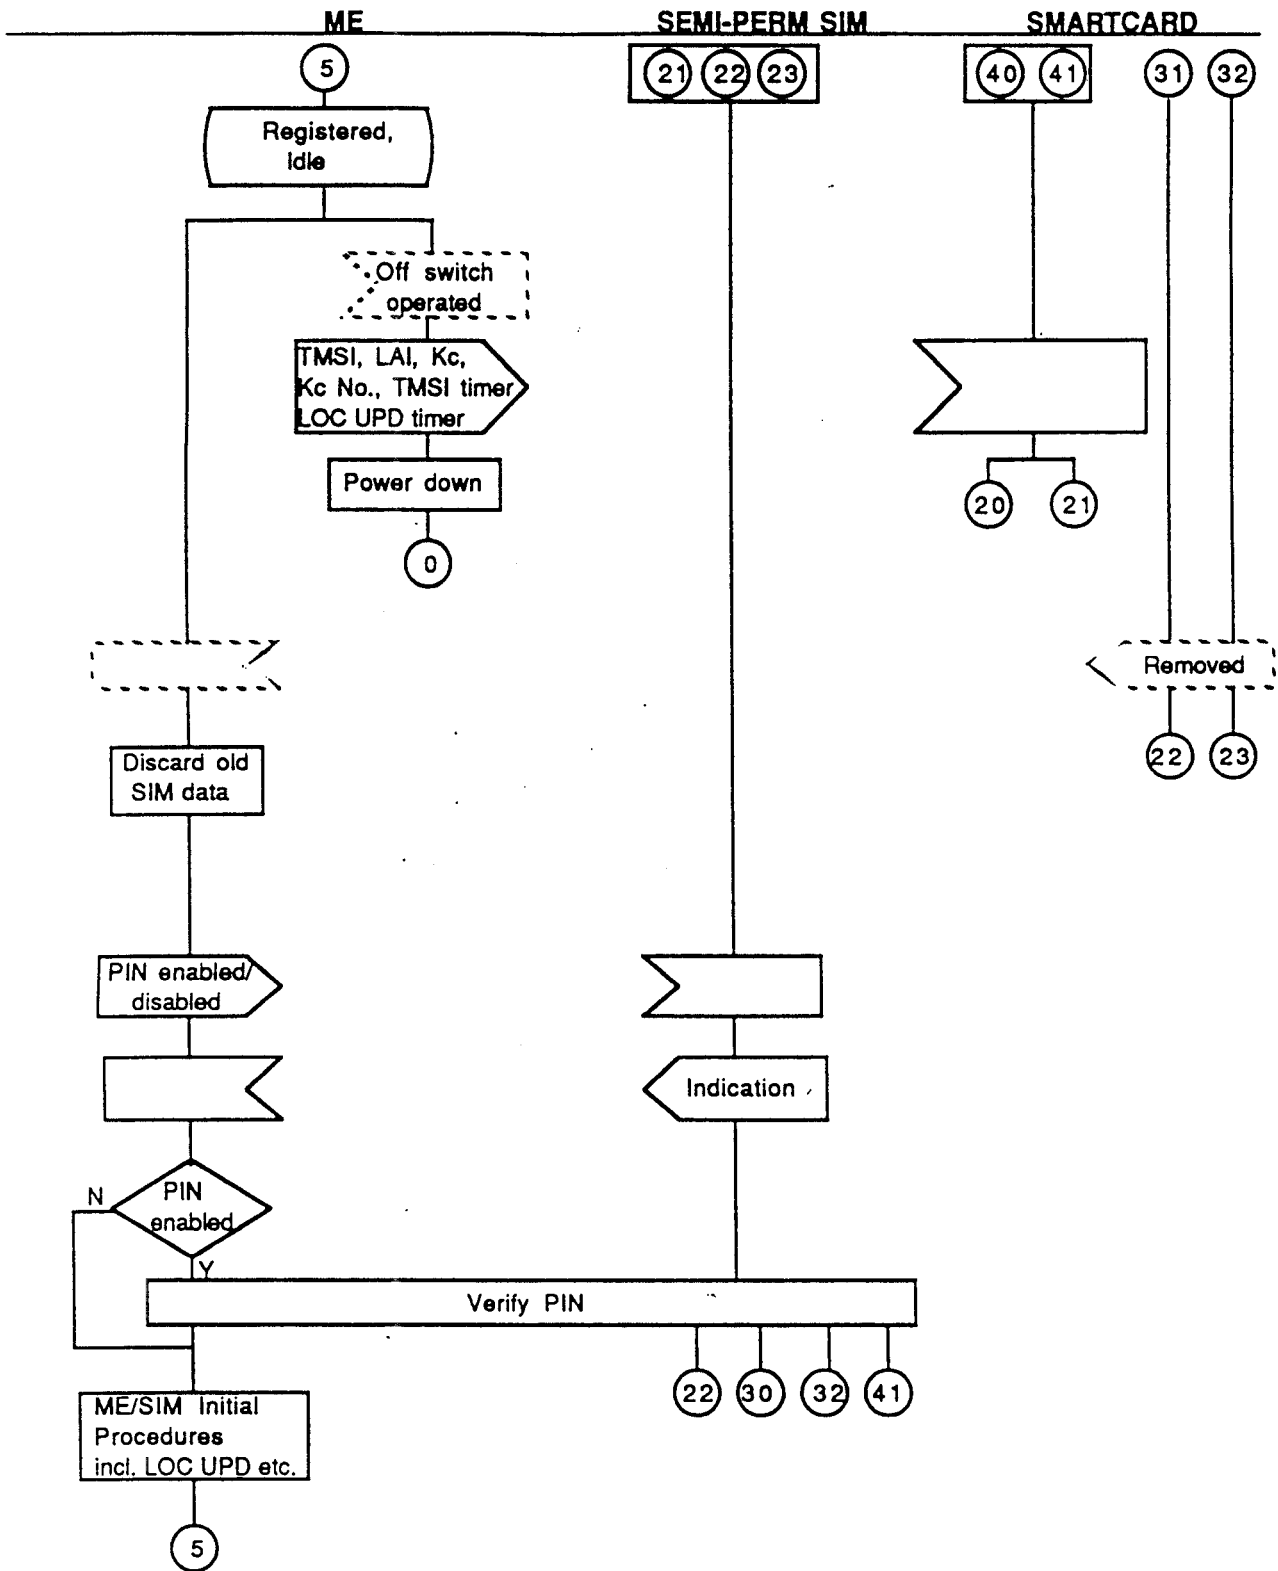 ME SEMI-PERM SIM SMARTCARD
5 21 22 23 40 41 31 32
Registered,
Idle
Off switch
operated
TMSI, LAI, Kc,
Kc No., TMSI timer
LOC UPD timer
Power down
20 21
0
Removed
22 23
Discard old
SIM data
PIN enabled/
disabled
Indication
PIN
enabled
N
Y
Verify PIN
22 30 32 41
ME/SIM Initial
Procedures
incl. LOC UPD etc.
5